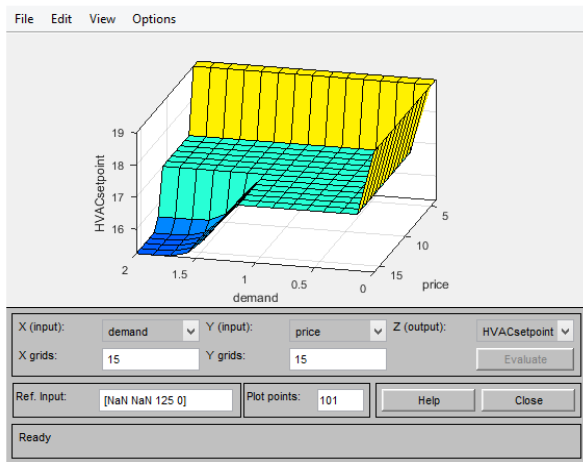 File Edit View Options
19
18
17
16
HVACsetpoint
2
1.5
1
0.5
0
demand
5
10
15
price
X (input): demand Y (input): price Z (output): HVACsetpoint
X grids: 15 Y grids: 15 Evaluate
Ref. Input: [NaN NaN 125 0] Plot points: 101 Help Close
Ready